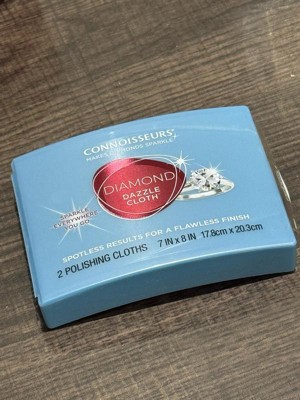 CONNOISSEURS
MAKES DIAMONDS SPARKLE
DIAMOND
DAZZLE
CLOTH
SPARKLE
EVERYWHERE
YOU GO
SPOTLESS RESULTS FOR A FLAWLESS FINISH
2 POLISHING CLOTHS 7 IN x 8 IN 17.8cm x 20.3cm